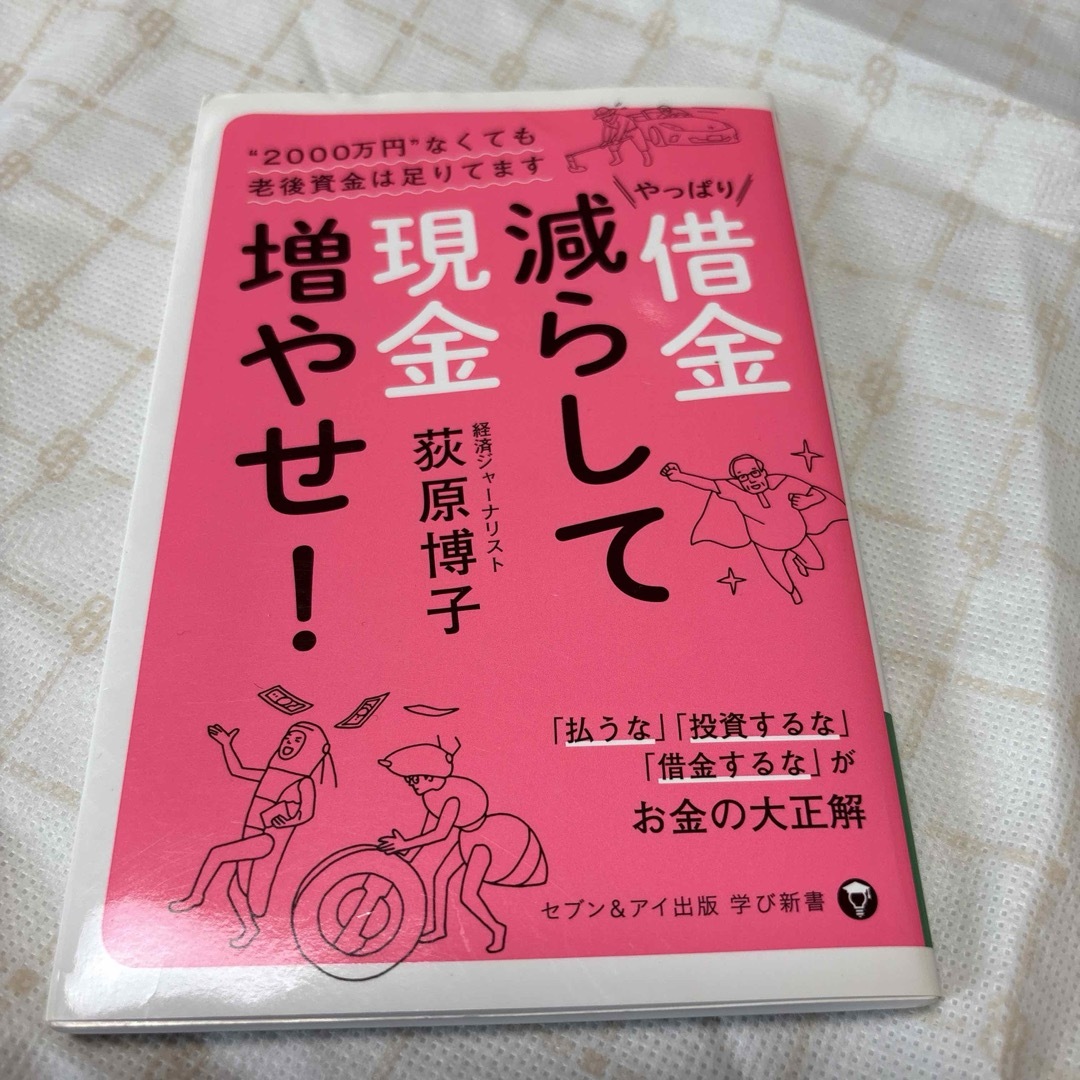 “2000万円”なくても
老後資金は足りてます
やっぱり
借金
減らして
現金
増やせ！
経済ジャーナリスト
荻原博子
「払うな」「投資するな」
「借金するな」が
お金の大正解
セブン＆アイ出版 学び新書